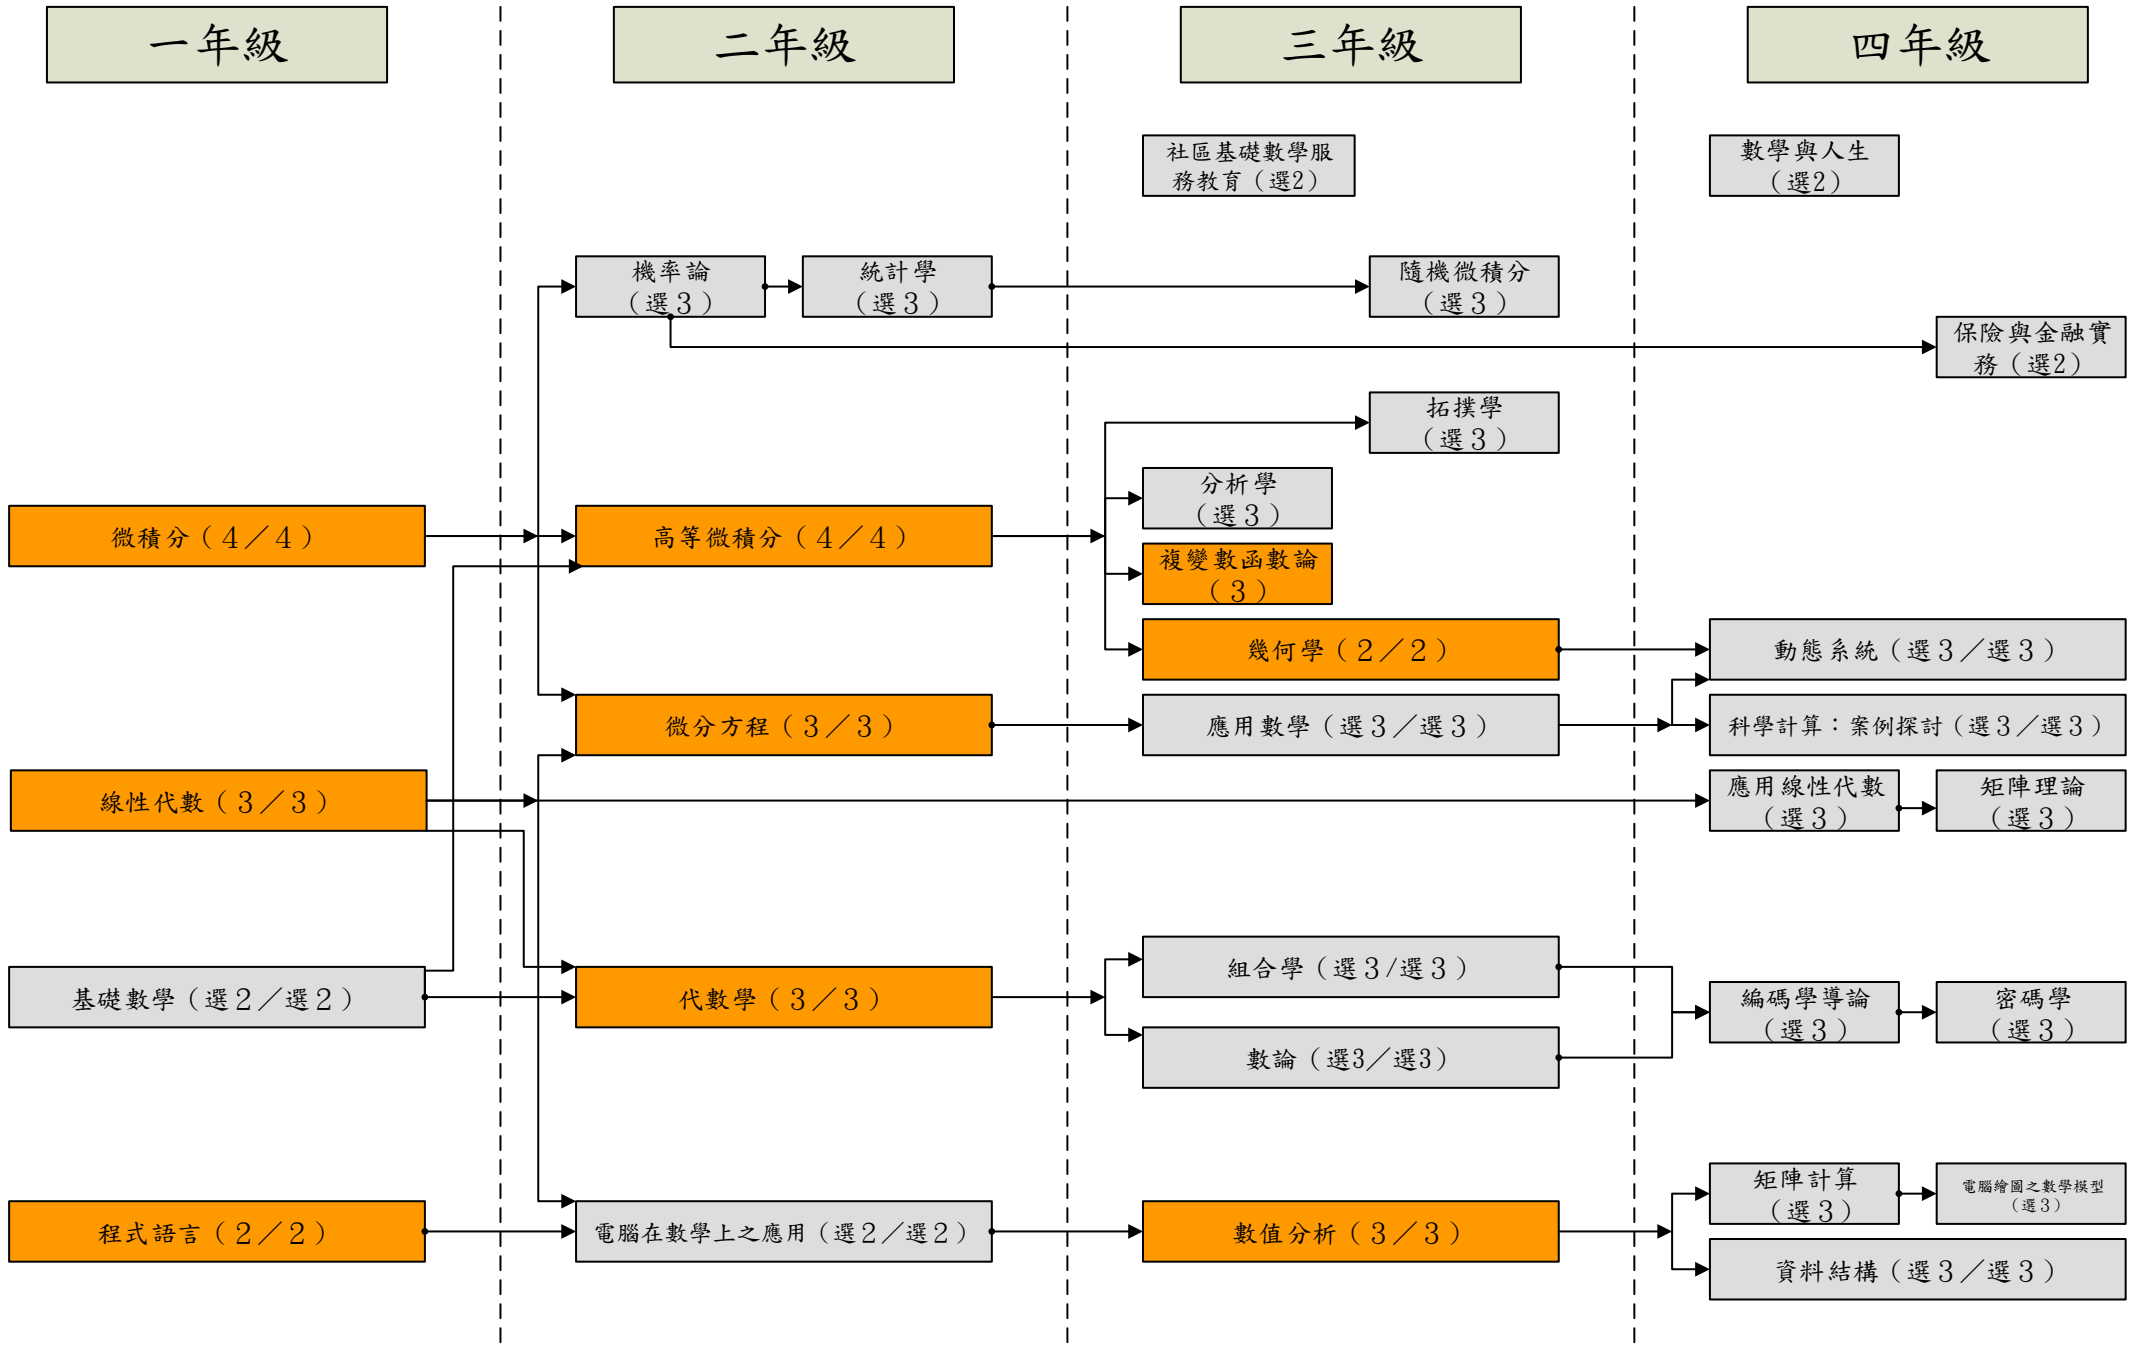 一年級
二年級
三年級
四年級
社區基礎數學服
務教育（選2）
數學與人生
（選2）
機率論
（選３）
統計學
（選３）
隨機微積分
（選３）
保險與金融實
務（選2）
拓撲學
（選３）
分析學
（選３）
微積分（４／４）
高等微積分（４／４）
複變數函數論
（３）
幾何學（２／２）
動態系統（選３／選３）
微分方程（３／３）
應用數學（選３／選３）
科學計算：案例探討（選３／選３）
線性代數（３／３）
應用線性代數
（選３）
矩陣理論
（選３）
基礎數學（選２／選２）
代數學（３／３）
組合學（選３/選３）
數論（選3／選3）
編碼學導論
（選３）
密碼學
（選３）
程式語言（２／２）
電腦在數學上之應用（選２／選２）
數值分析（３／３）
矩陣計算
（選３）
電腦繪圖之數學模型
（選３）
資料結構（選３／選３）